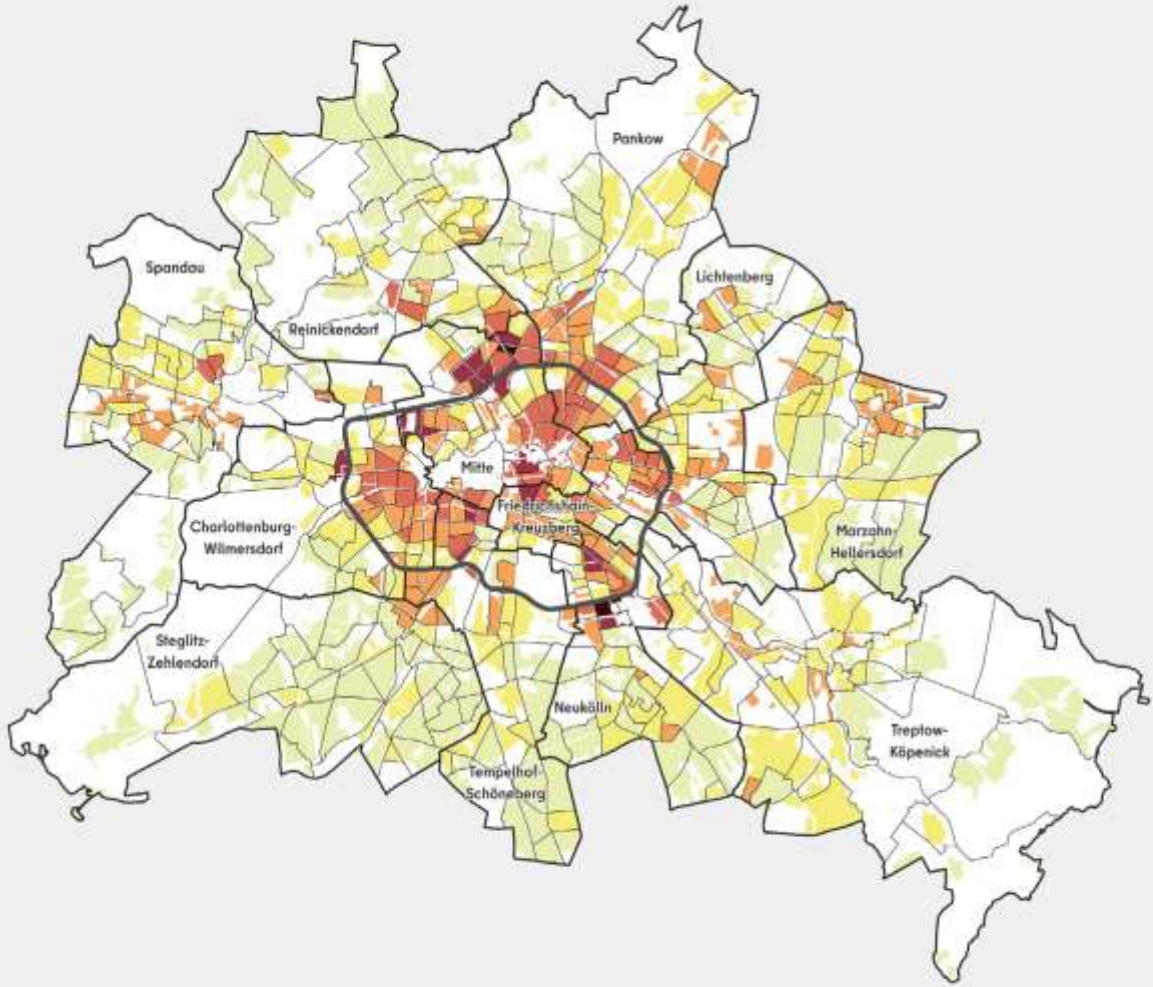 Pankow
Spandau
Lichtenberg
Reinickendorf
Mitte
Friedrichshain-
Kreuzberg
Charlottenburg-
Wilmersdorf
Marzahn-
Hellersdorf
Steglitz-
Zehlendorf
Neukölln
Treptow-
Köpenick
Tempelhof-
Schöneberg